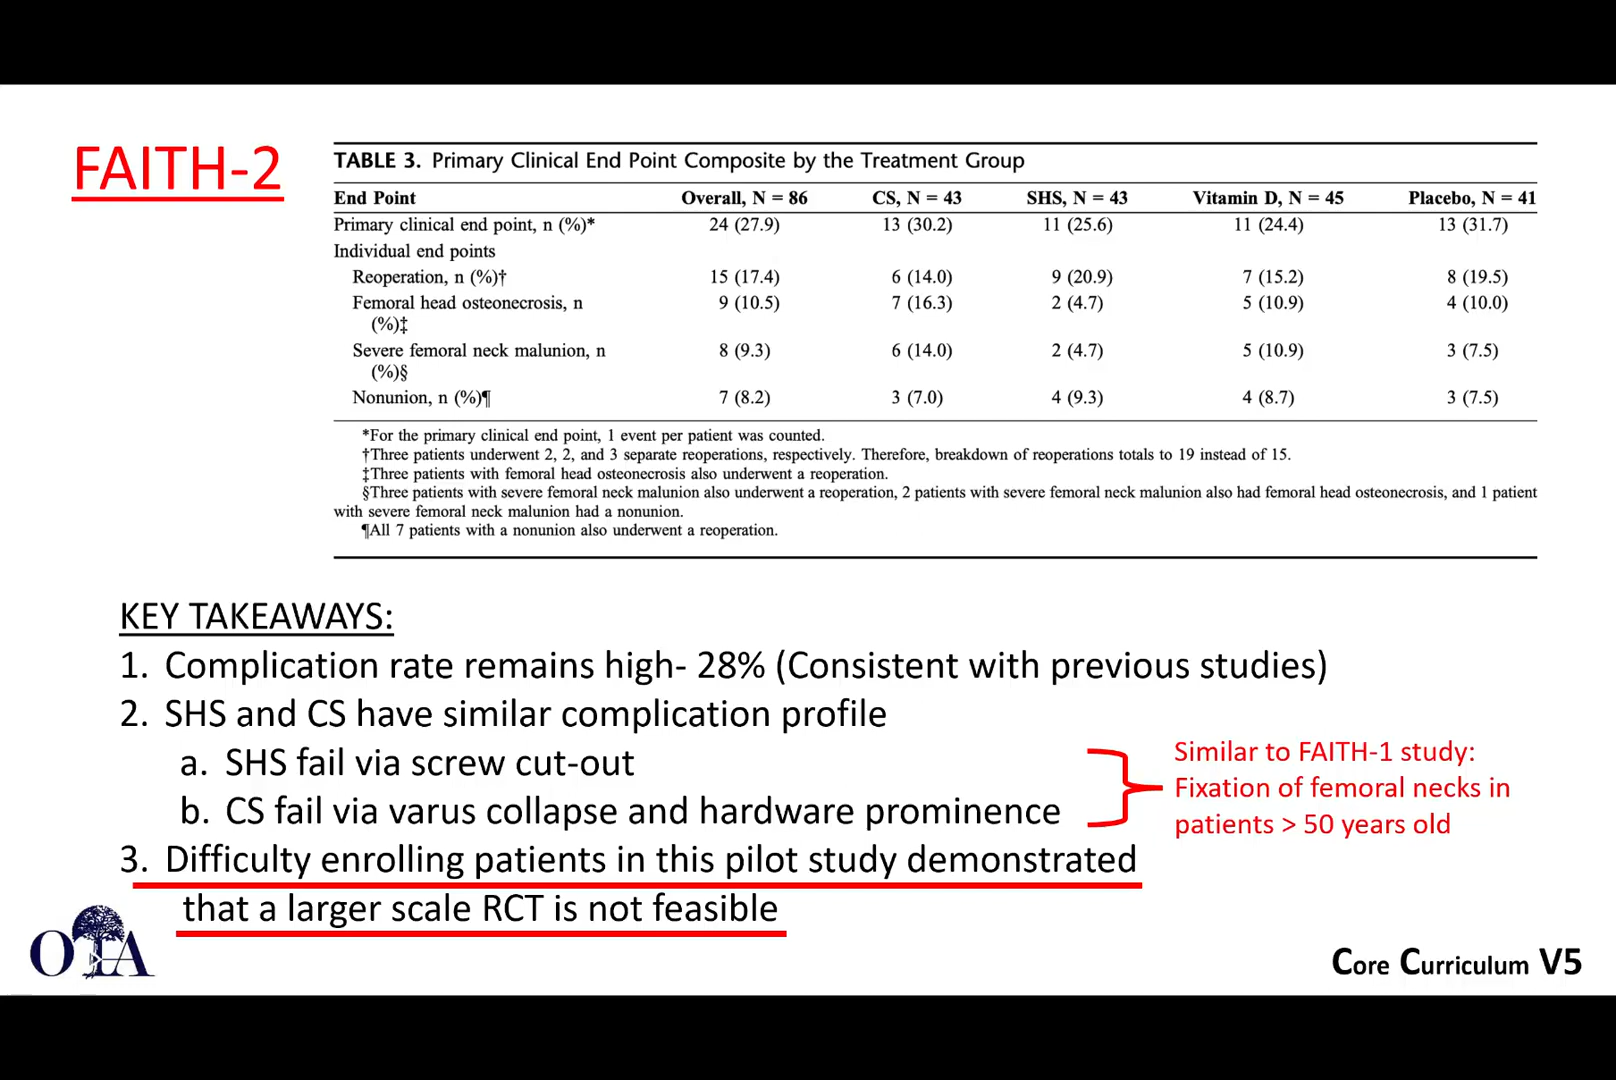 FAITH-2
TABLE 3. Primary Clinical End Point Composite by the Treatment Group
End Point Overall, N = 86 CS, N = 43 SHS, N = 43 Vitamin D, N = 45 Placebo, N = 41
Primary clinical end point, n (%)* 24 (27.9) 13 (30.2) 11 (25.6) 11 (24.4) 13 (31.7)
Individual end points
Reoperation, n (%)† 15 (17.4) 6 (14.0) 9 (20.9) 7 (15.2) 8 (19.5)
Femoral head osteonecrosis, n 9 (10.5) 7 (16.3) 2 (4.7) 5 (10.9) 4 (10.0)
(%)‡
Severe femoral neck malunion, n 8 (9.3) 6 (14.0) 2 (4.7) 5 (10.9) 3 (7.5)
(%)§
Nonunion, n (%)¶ 7 (8.2) 3 (7.0) 4 (9.3) 4 (8.7) 3 (7.5)
*For the primary clinical end point, 1 event per patient was counted.
†Three patients underwent 2, 2, and 3 separate reoperations, respectively. Therefore, breakdown of reoperations totals to 19 instead of 15.
‡Three patients with femoral head osteonecrosis also underwent a reoperation.
§Three patients with severe femoral neck malunion also underwent a reoperation, 2 patients with severe femoral neck malunion also had femoral head osteonecrosis, and 1 patient
with severe femoral neck malunion had a nonunion.
¶All 7 patients with a nonunion also underwent a reoperation.
KEY TAKEAWAYS:
1. Complication rate remains high- 28% (Consistent with previous studies)
2. SHS and CS have similar complication profile
a. SHS fail via screw cut-out
b. CS fail via varus collapse and hardware prominence
Similar to FAITH-1 study:
Fixation of femoral necks in
patients > 50 years old
3. Difficulty enrolling patients in this pilot study demonstrated
that a larger scale RCT is not feasible
OTA
Core Curriculum V5